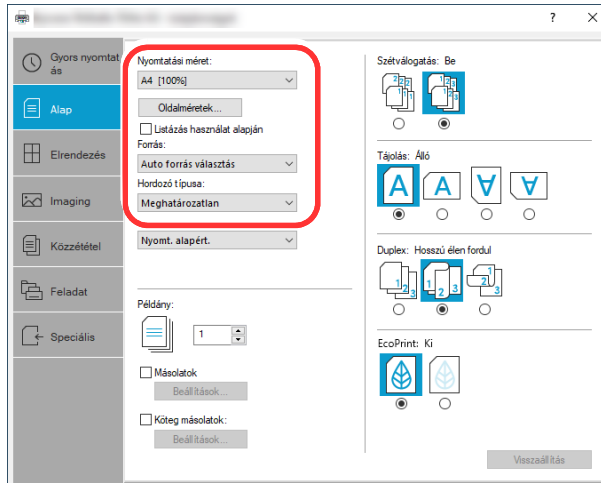 ?
Gyors nyomtat
ás
Alap
Elrendezés
Imaging
Közzététel
Feladat
Speciális
Nyomtatási méret:
A4 [100%]
Oldalméretek...
Listázás használat alapján
Forrás:
Auto forrás választás
Hordozó típusa:
Meghatározatlan
Nyomt. alapért.
Példány:
1
Másolatok
Beállítások...
Köteg másolatok:
Beállítások...
Szétválogatás: Be
Tájolás: Álló
Duplex: Hosszú élen fordul
EcoPrint: Ki
Visszaállítás